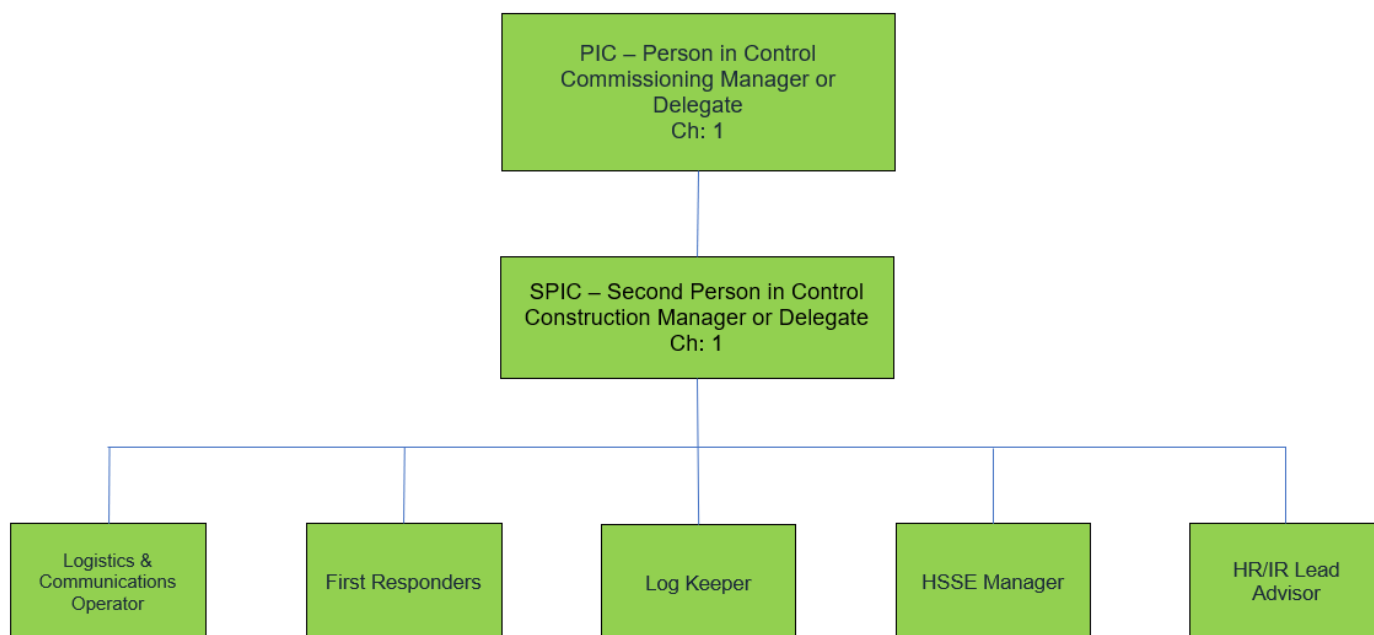 PIC – Person in Control
Commissioning Manager or
Delegate
Ch: 1
SPIC – Second Person in Control
Construction Manager or Delegate
Ch: 1
Logistics &
Communications
Operator
First Responders
Log Keeper
HSSE Manager
HR/IR Lead
Advisor